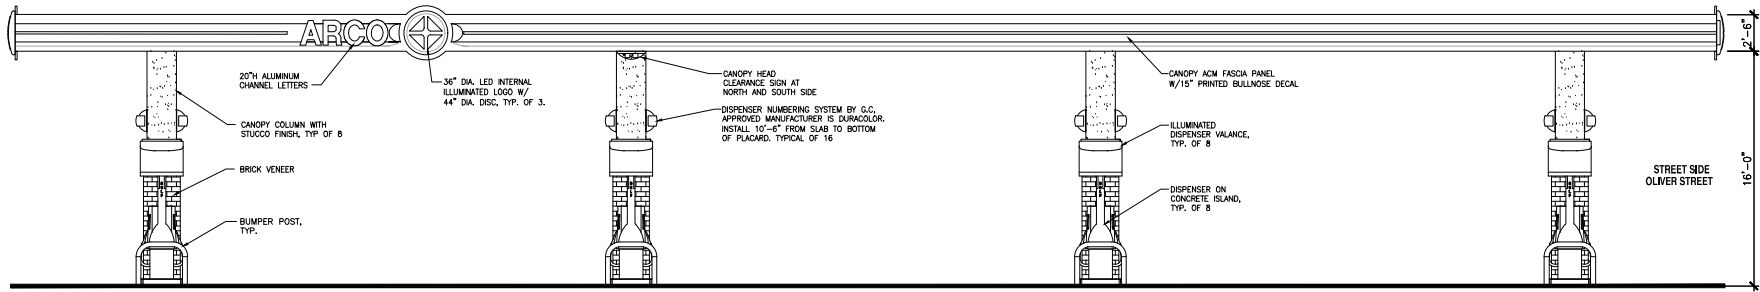 ARCO
2'-6"
20"H ALUMINUM
CHANNEL LETTERS
36" DIA. LED INTERNAL
ILLUMINATED LOGO W/
44" DIA. DISC, TYP. OF 3.
CANOPY HEAD
CLEARANCE SIGN AT
NORTH AND SOUTH SIDE
CANOPY ACM FASCIA PANEL
W/15" PRINTED BULLNOSE DECAL
CANOPY COLUMN WITH
STUCCO FINISH, TYP OF 8
DISPENSER NUMBERING SYSTEM BY G.C,
APPROVED MANUFACTURER IS DURACOLOR.
INSTALL 10'-6" FROM SLAB TO BOTTOM
OF PLACARD. TYPICAL OF 16
ILLUMINATED
DISPENSER VALANCE,
TYP. OF 8
BRICK VENEER
DISPENSER ON
CONCRETE ISLAND,
TYP. OF 8
STREET SIDE
OLIVER STREET
16'-0"
BUMPER POST,
TYP.